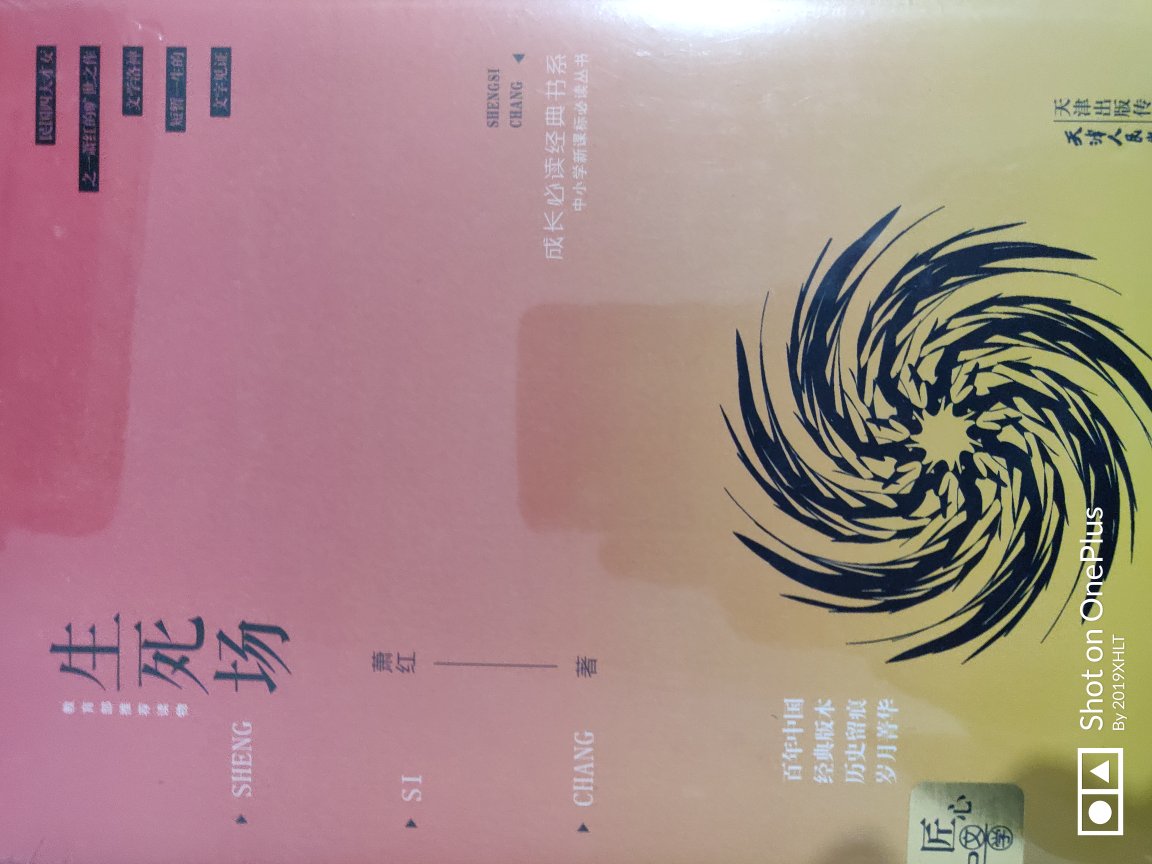 民国四大才女
之一萧红的旷世之作
文学洛神
短暂一生的
文字见证
SHENGSI
CHANG
成长必读经典书系
中小学新课标必读丛书
天津出版传
天津人民
生死场
教育部推荐读物
SHENG
SI
CHANG
萧红
著
百年中国
经典版本
历史留痕
岁月菁华
匠心
文学
Shot on OnePlus
By 2019XHLT